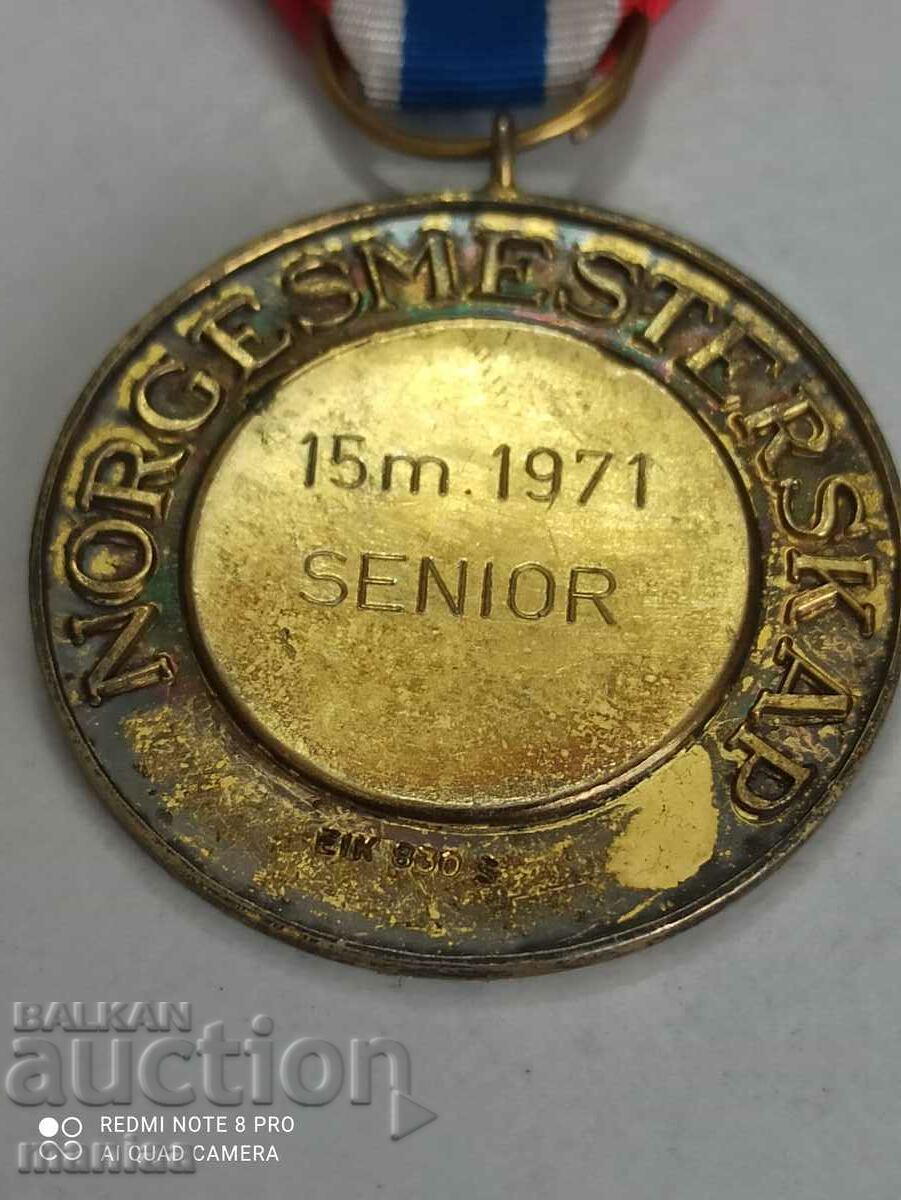 NORGESMESTERSKAP
15m. 1971
SENIOR
EIK 830 S
BALKAN
auction
REDMI NOTE 8 PRO
AI QUAD CAMERA